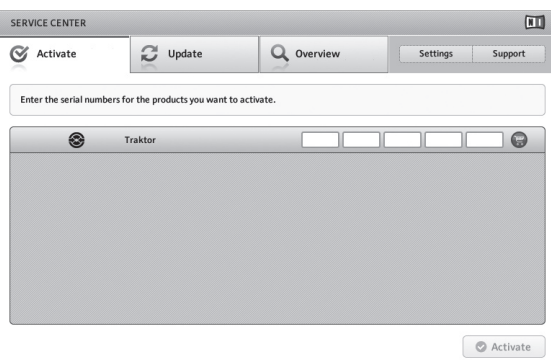 SERVICE CENTER
NI
Activate Update Overview Settings Support
Enter the serial numbers for the products you want to activate.
Traktor
Activate